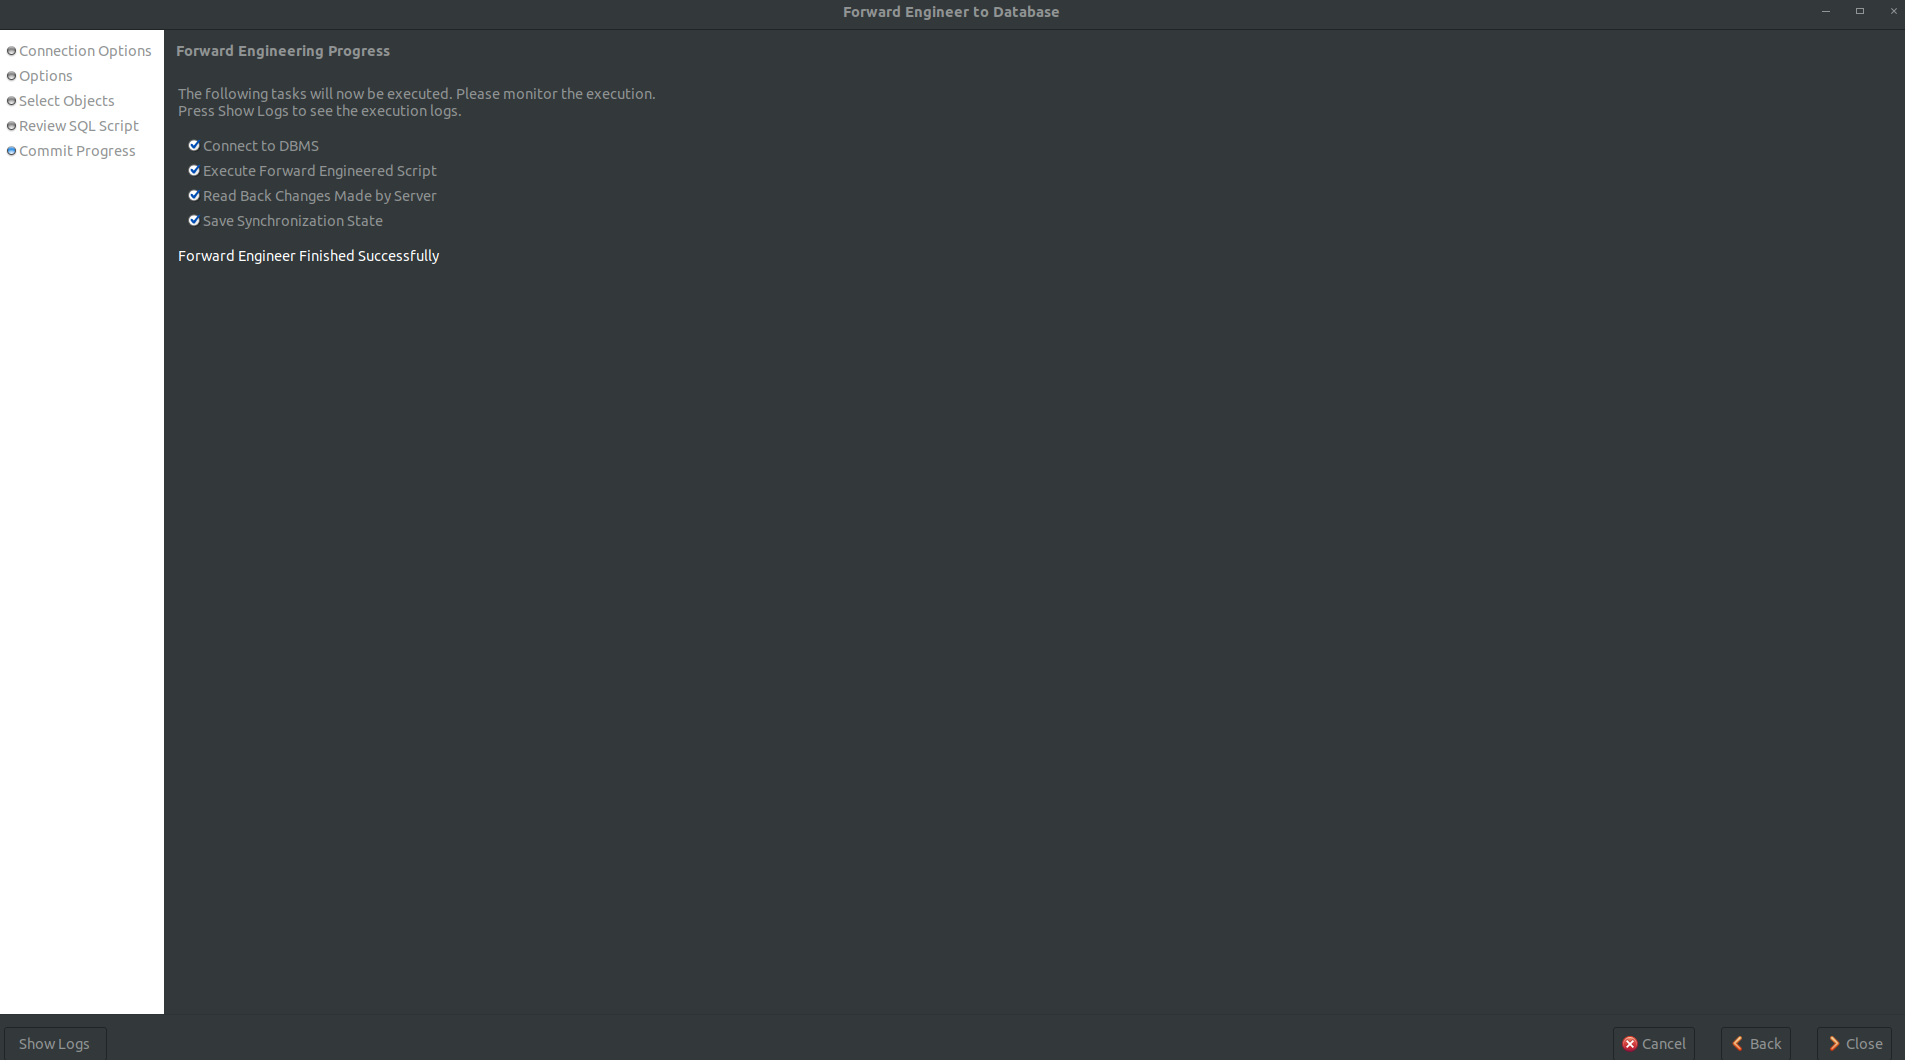 Forward Engineer to Database
Connection Options
Options
Select Objects
Review SQL Script
Commit Progress
Forward Engineering Progress
The following tasks will now be executed. Please monitor the execution.
Press Show Logs to see the execution logs.
Connect to DBMS
Execute Forward Engineered Script
Read Back Changes Made by Server
Save Synchronization State
Forward Engineer Finished Successfully
Show Logs
Cancel
Back
Close